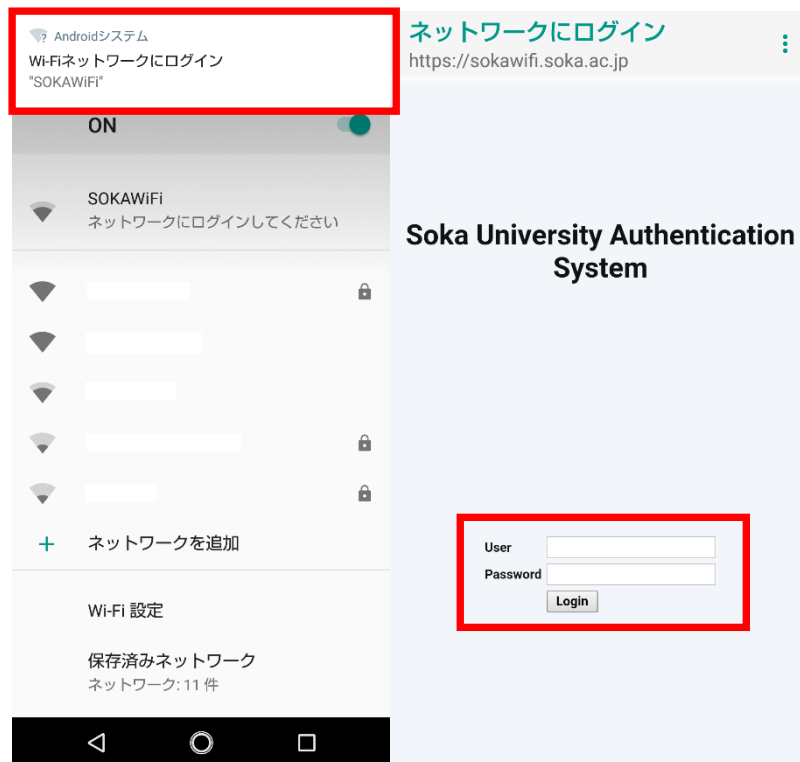 Androidシステム
Wi-Fiネットワークにログイン
"SOKAWiFi"
ON
SOKAWiFi
ネットワークにログインしてください
ネットワークを追加
Wi-Fi 設定
保存済みネットワーク
ネットワーク: 11 件
ネットワークにログイン
https://sokawifi.soka.ac.jp
Soka University Authentication
System
User
Password
Login